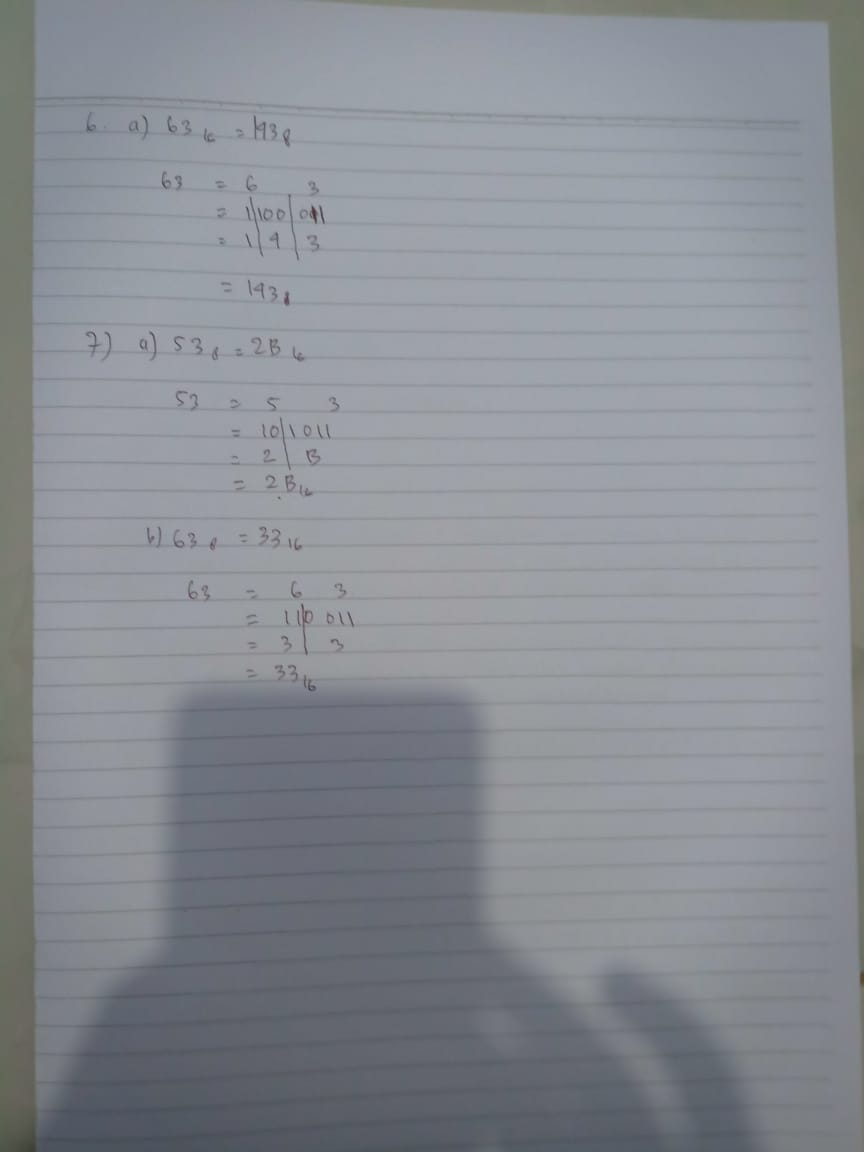 6. a) 63₁₆ = 143₈
63 = 6 3
= 1|100|011
= 1|4|3
= 143₈
7) a) 53₈ = 2B₁₆
53 = 5 3
= 10|1011
= 2|B
= 2B₁₆
b) 63₈ = 33₁₆
63 = 6 3
= 11|0 011
= 3|3
= 33₁₆